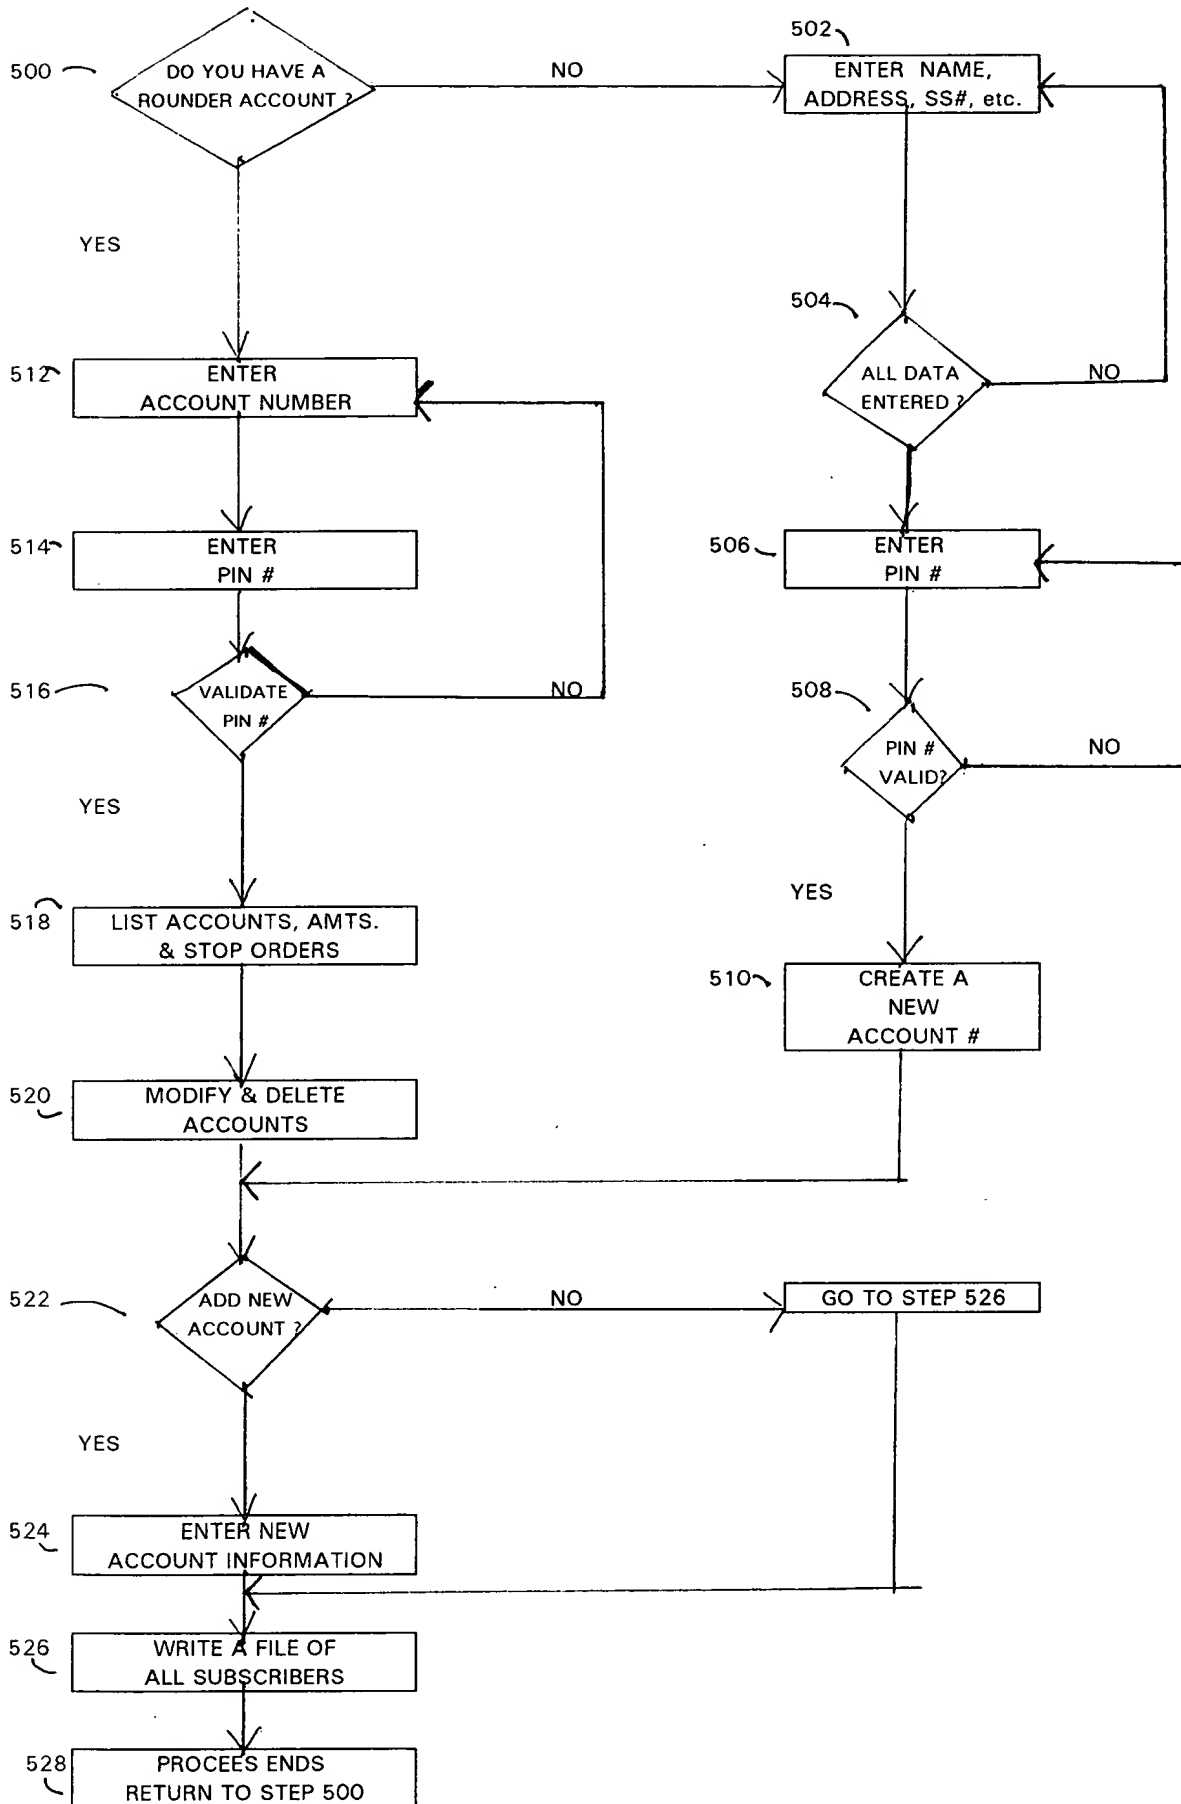 500
DO YOU HAVE A
ROUNDER ACCOUNT ?
NO
502
ENTER NAME,
ADDRESS, SS#, etc.
YES
504
ALL DATA
ENTERED ?
NO
512
ENTER
ACCOUNT NUMBER
514
ENTER
PIN #
506
ENTER
PIN #
516
VALIDATE
PIN #
NO
508
PIN #
VALID?
NO
YES
YES
518
LIST ACCOUNTS, AMTS.
& STOP ORDERS
510
CREATE A
NEW
ACCOUNT #
520
MODIFY & DELETE
ACCOUNTS
522
ADD NEW
ACCOUNT ?
NO
GO TO STEP 526
YES
524
ENTER NEW
ACCOUNT INFORMATION
526
WRITE A FILE OF
ALL SUBSCRIBERS
528
PROCEES ENDS
RETURN TO STEP 500